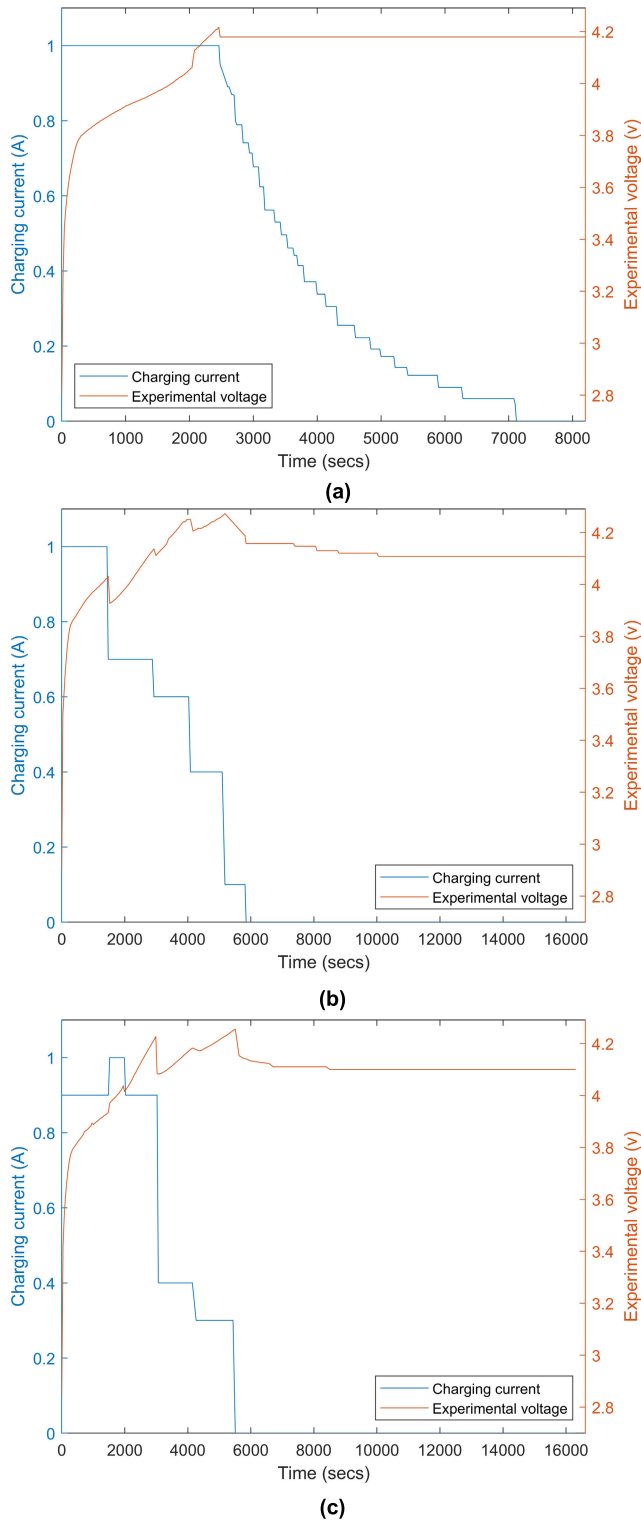 1
0.8
0.6
0.4
0.2
0
Charging current (A)
4.2
4
3.8
3.6
3.4
3.2
3
2.8
Experimental voltage (v)
Charging current
Experimental voltage
0 1000 2000 3000 4000 5000 6000 7000 8000
Time (secs)
(a)
1
0.8
0.6
0.4
0.2
0
Charging current (A)
4.2
4
3.8
3.6
3.4
3.2
3
2.8
Experimental voltage (v)
Charging current
Experimental voltage
0 2000 4000 6000 8000 10000 12000 14000 16000
Time (secs)
(b)
1
0.8
0.6
0.4
0.2
0
Charging current (A)
4.2
4
3.8
3.6
3.4
3.2
3
2.8
Experimental voltage (v)
Charging current
Experimental voltage
0 2000 4000 6000 8000 10000 12000 14000 16000
Time (secs)
(c)